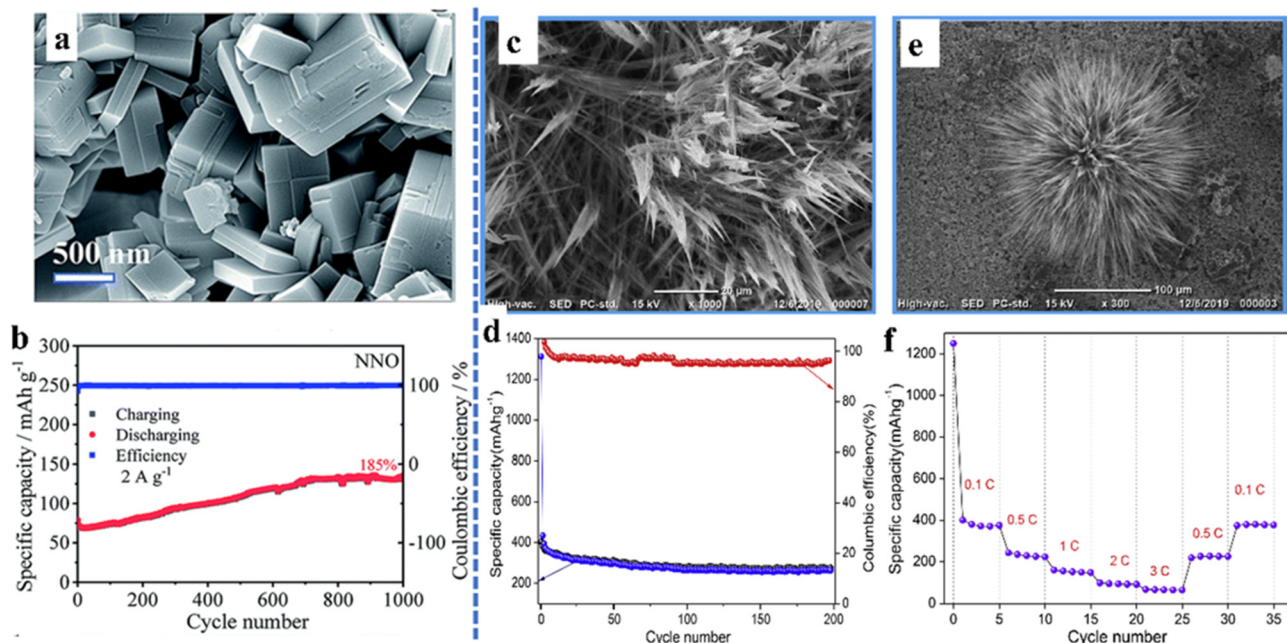 a
500 nm
b
NNO
300
250
200
150
100
50
0
Specific capacity / mAh g⁻¹
Charging
Discharging
Efficiency
2 A g⁻¹
185%
100
0
-100
Coulombic efficiency / %
0 200 400 600 800 1000
Cycle number
c
20 µm
High-vac. SED PC-std. 15 kV x 1000 12/6/2019 000007
d
1400
1200
1000
800
600
400
200
Specific capacity(mAhg⁻¹)
100
80
60
40
20
0
Columbic efficiency(%)
0 50 100 150 200
Cycle number
e
100 µm
High-vac. SED PC-std. 15 kV x 300 12/5/2019 000003
f
1200
1000
800
600
400
200
0
Specific capacity(mAhg⁻¹)
0.1 C
0.5 C
1 C
2 C
3 C
0.5 C
0.1 C
0 5 10 15 20 25 30 35
Cycle number